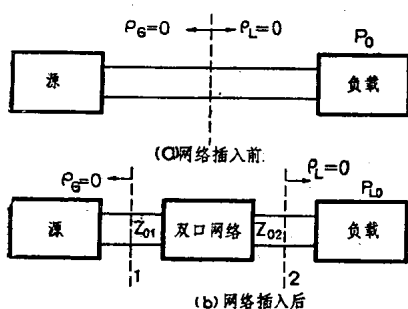 ρG=0 ρL=0
P0
源 负载
(a)网络插入前.
ρG=0 ρL=0
PL0
源 Z01 双口网络 Z02 负载
1 2
(b)网络插入后